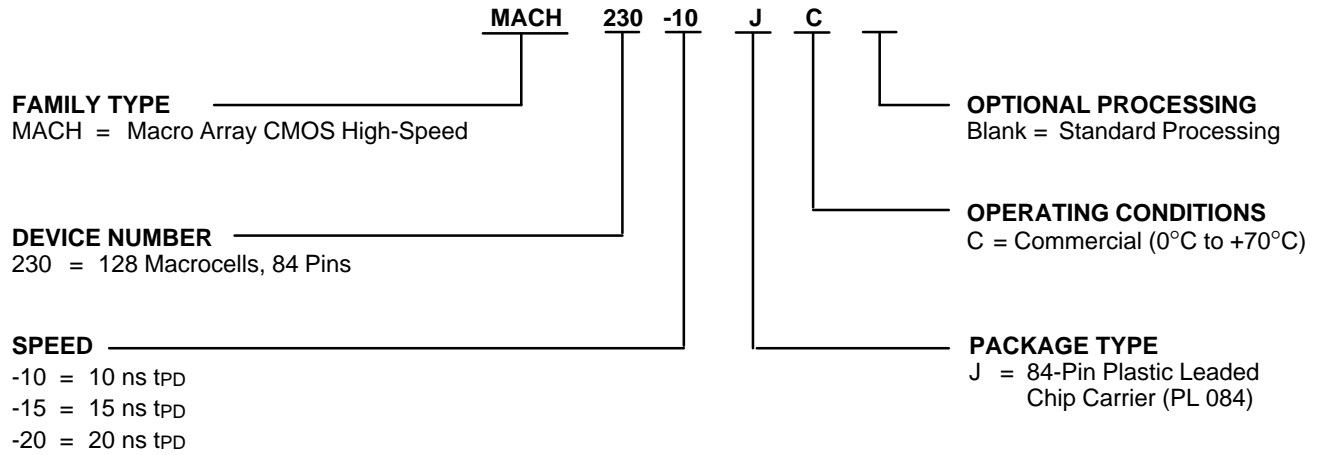 MACH 230 -10 J C
FAMILY TYPE
MACH = Macro Array CMOS High-Speed
DEVICE NUMBER
230 = 128 Macrocells, 84 Pins
SPEED
-10 = 10 ns tPD
-15 = 15 ns tPD
-20 = 20 ns tPD
OPTIONAL PROCESSING
Blank = Standard Processing
OPERATING CONDITIONS
C = Commercial (0°C to +70°C)
PACKAGE TYPE
J = 84-Pin Plastic Leaded
Chip Carrier (PL 084)